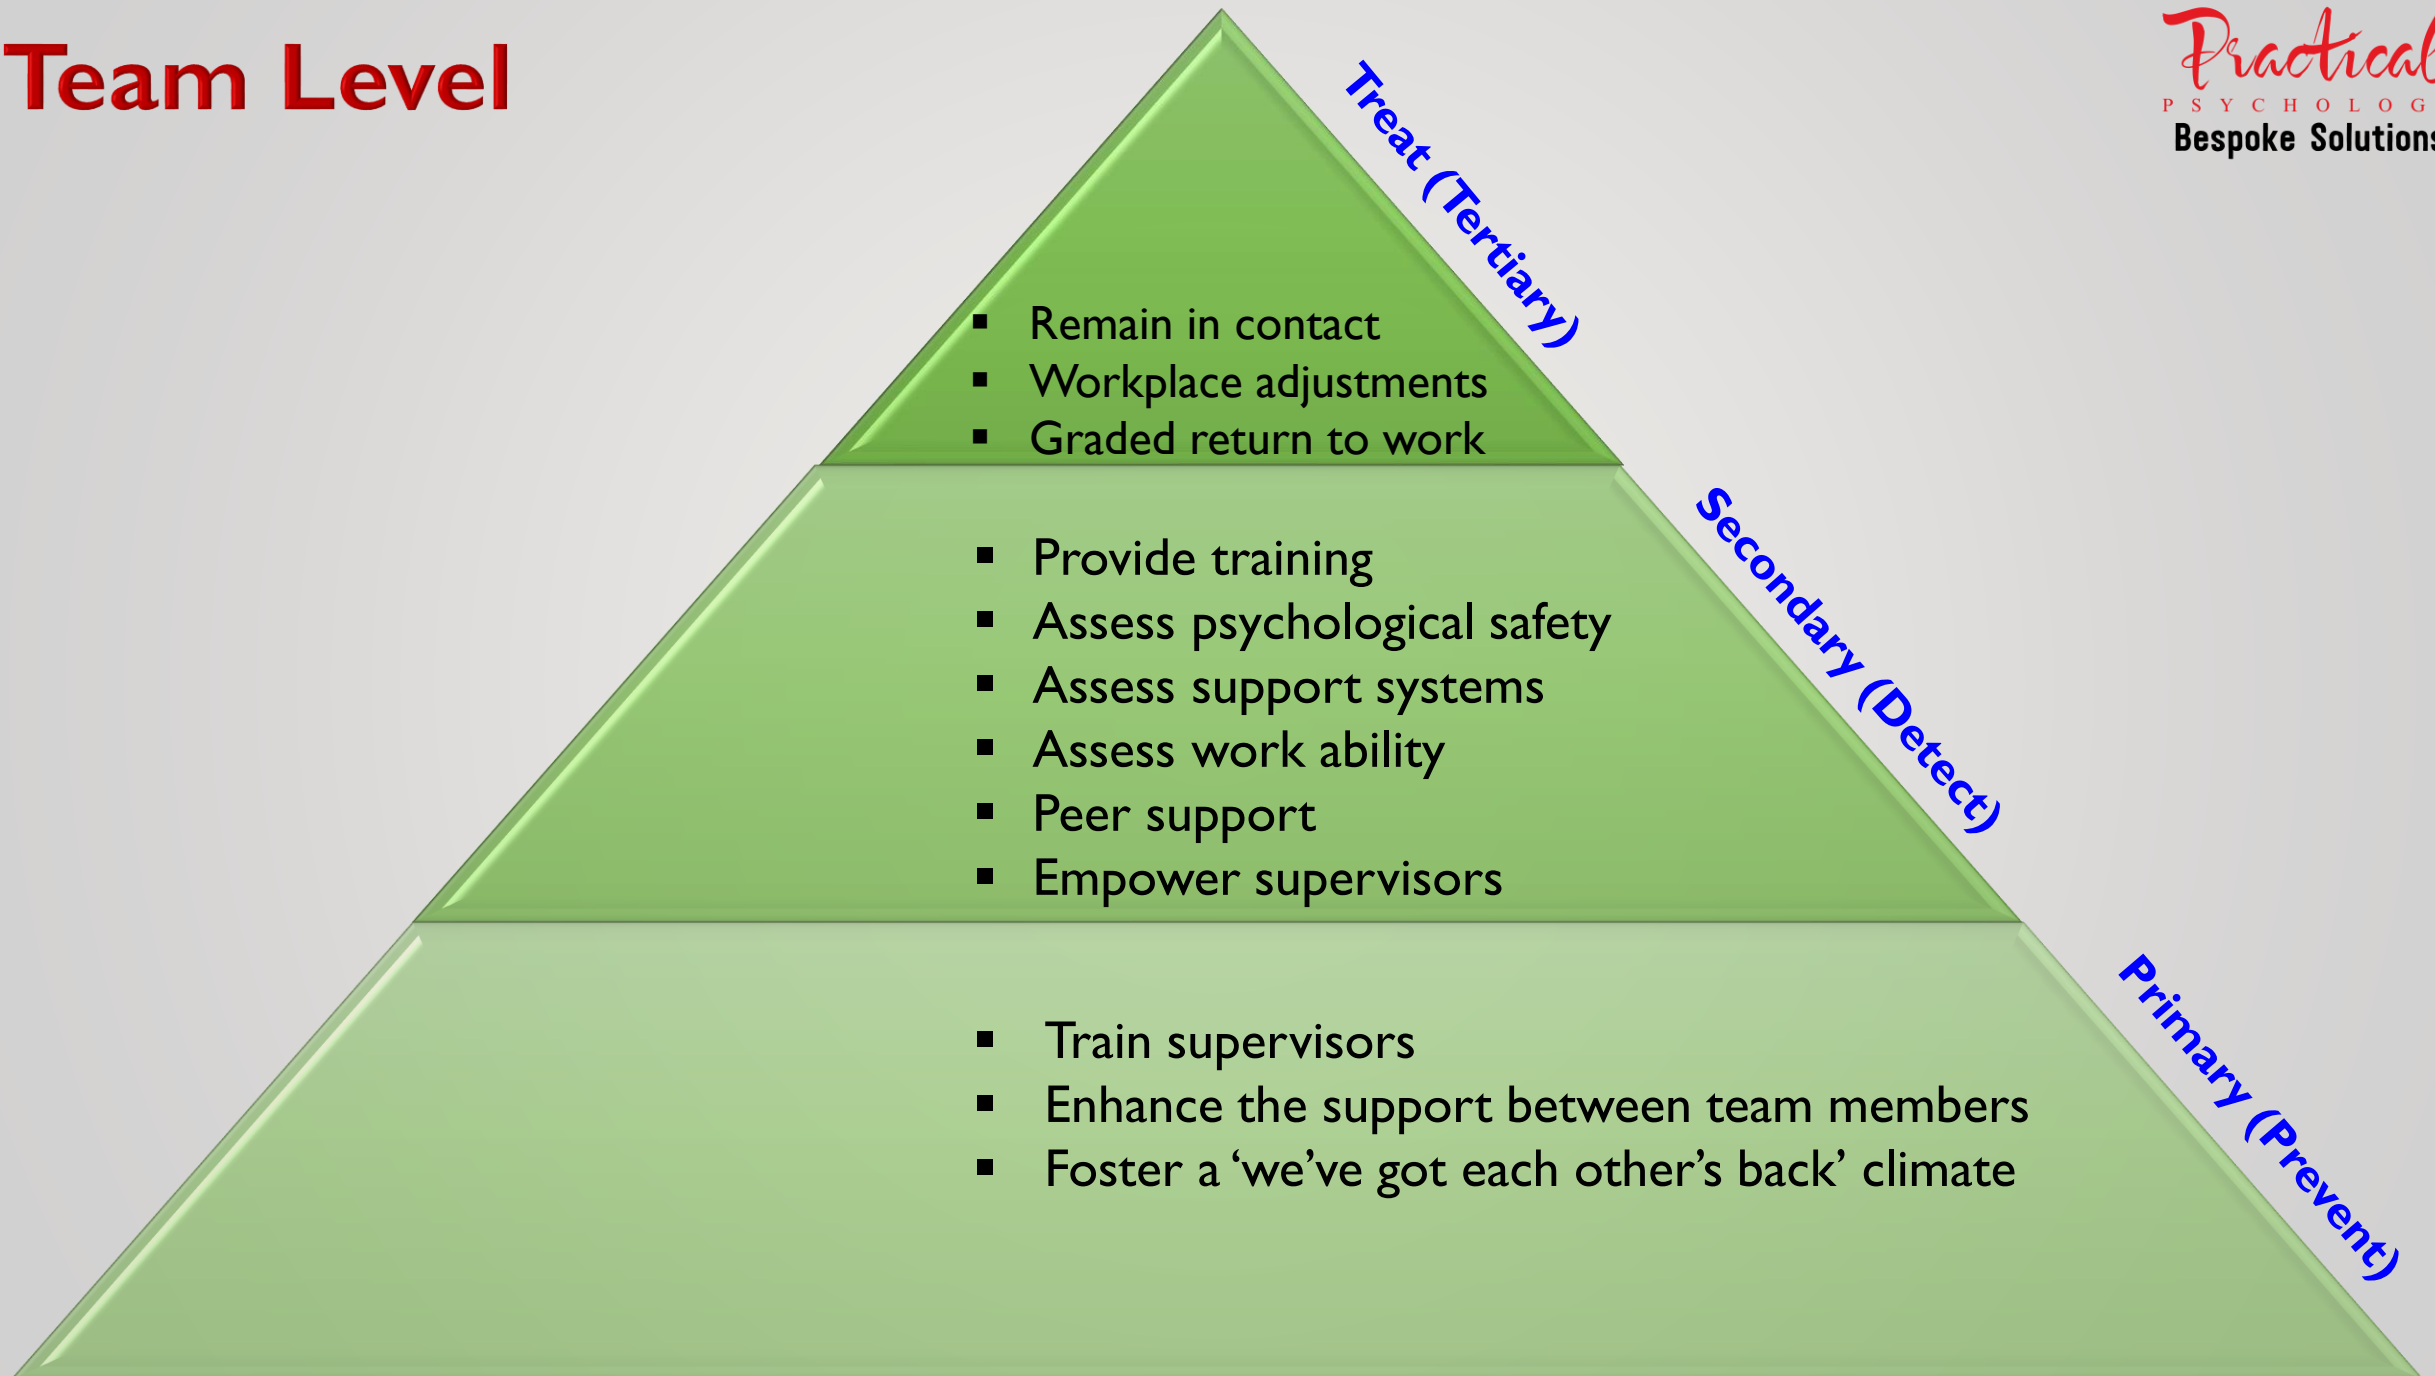 Team Level
Practical
PSYCHOLOG
Bespoke Solutions
Treat (Tertiary)
▪ Remain in contact
▪ Workplace adjustments
▪ Graded return to work
Secondary (Detect)
▪ Provide training
▪ Assess psychological safety
▪ Assess support systems
▪ Assess work ability
▪ Peer support
▪ Empower supervisors
Primary (Prevent)
▪ Train supervisors
▪ Enhance the support between team members
▪ Foster a ‘we’ve got each other’s back’ climate